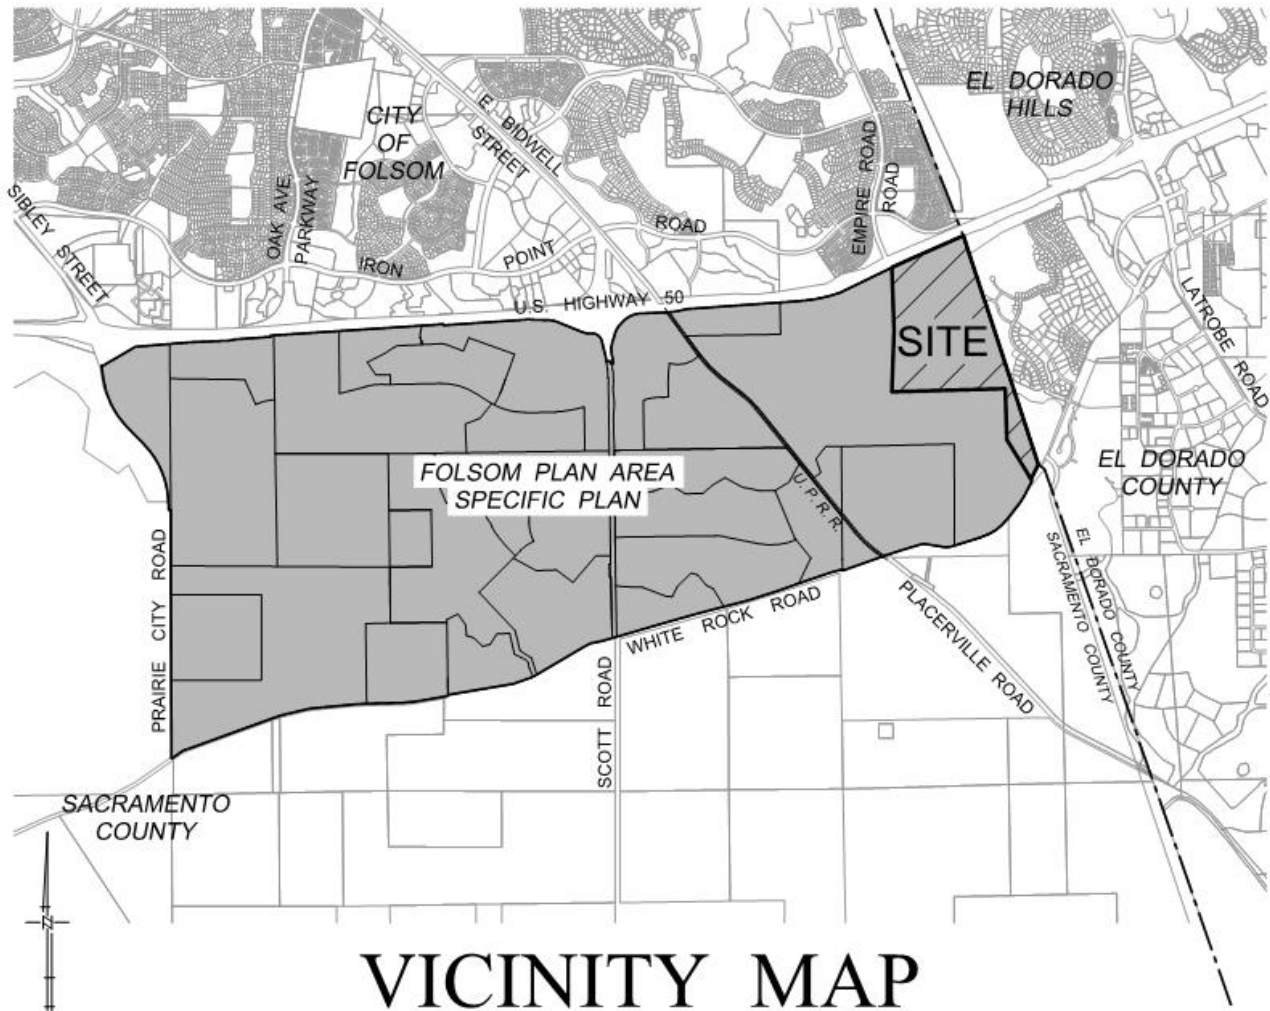 EL DORADO
HILLS
CITY
OF
FOLSOM
E. BIDWELL
STREET
EMPIRE ROAD
ROAD
SIBLEY
STREET
OAK AVE.
PARKWAY
IRON
POINT
ROAD
U.S. HIGHWAY 50
LATROBE ROAD
SITE
FOLSOM PLAN AREA
SPECIFIC PLAN
EL DORADO
COUNTY
U.P.R.R.
PRAIRIE CITY ROAD
EL DORADO COUNTY
SACRAMENTO COUNTY
WHITE ROCK ROAD
PLACERVILLE ROAD
SCOTT ROAD
SACRAMENTO
COUNTY
N
VICINITY MAP